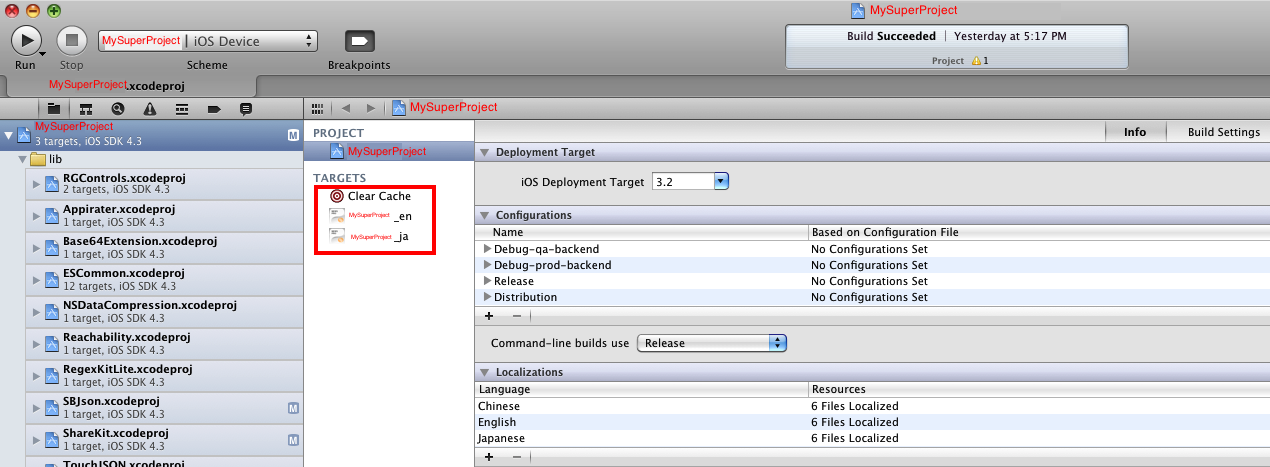 MySuperProject
MySuperProject | iOS Device
Build Succeeded | Yesterday at 5:17 PM
Project 1
Run Stop Scheme Breakpoints
MySuperProject.xcodeproj
MySuperProject
MySuperProject
3 targets, iOS SDK 4.3
M
lib
RGControls.xcodeproj
2 targets, iOS SDK 4.3
Appirater.xcodeproj
1 target, iOS SDK 4.3
Base64Extension.xcodeproj
1 target, iOS SDK 4.3
ESCommon.xcodeproj
12 targets, iOS SDK 4.3
NSDataCompression.xcodeproj
1 target, iOS SDK 4.3
Reachability.xcodeproj
1 target, iOS SDK 4.3
RegexKitLite.xcodeproj
1 target, iOS SDK 4.3
SBJson.xcodeproj
1 target, iOS SDK 4.3
M
ShareKit.xcodeproj
1 target, iOS SDK 4.3
M
TouchJSON.xcodeproj
PROJECT
MySuperProject
TARGETS
Clear Cache
MySuperProject _en
MySuperProject _ja
Info Build Settings
Deployment Target
iOS Deployment Target 3.2
Configurations
Name Based on Configuration File
Debug-qa-backend No Configurations Set
Debug-prod-backend No Configurations Set
Release No Configurations Set
Distribution No Configurations Set
+ −
Command-line builds use Release
Localizations
Language Resources
Chinese 6 Files Localized
English 6 Files Localized
Japanese 6 Files Localized
+ −